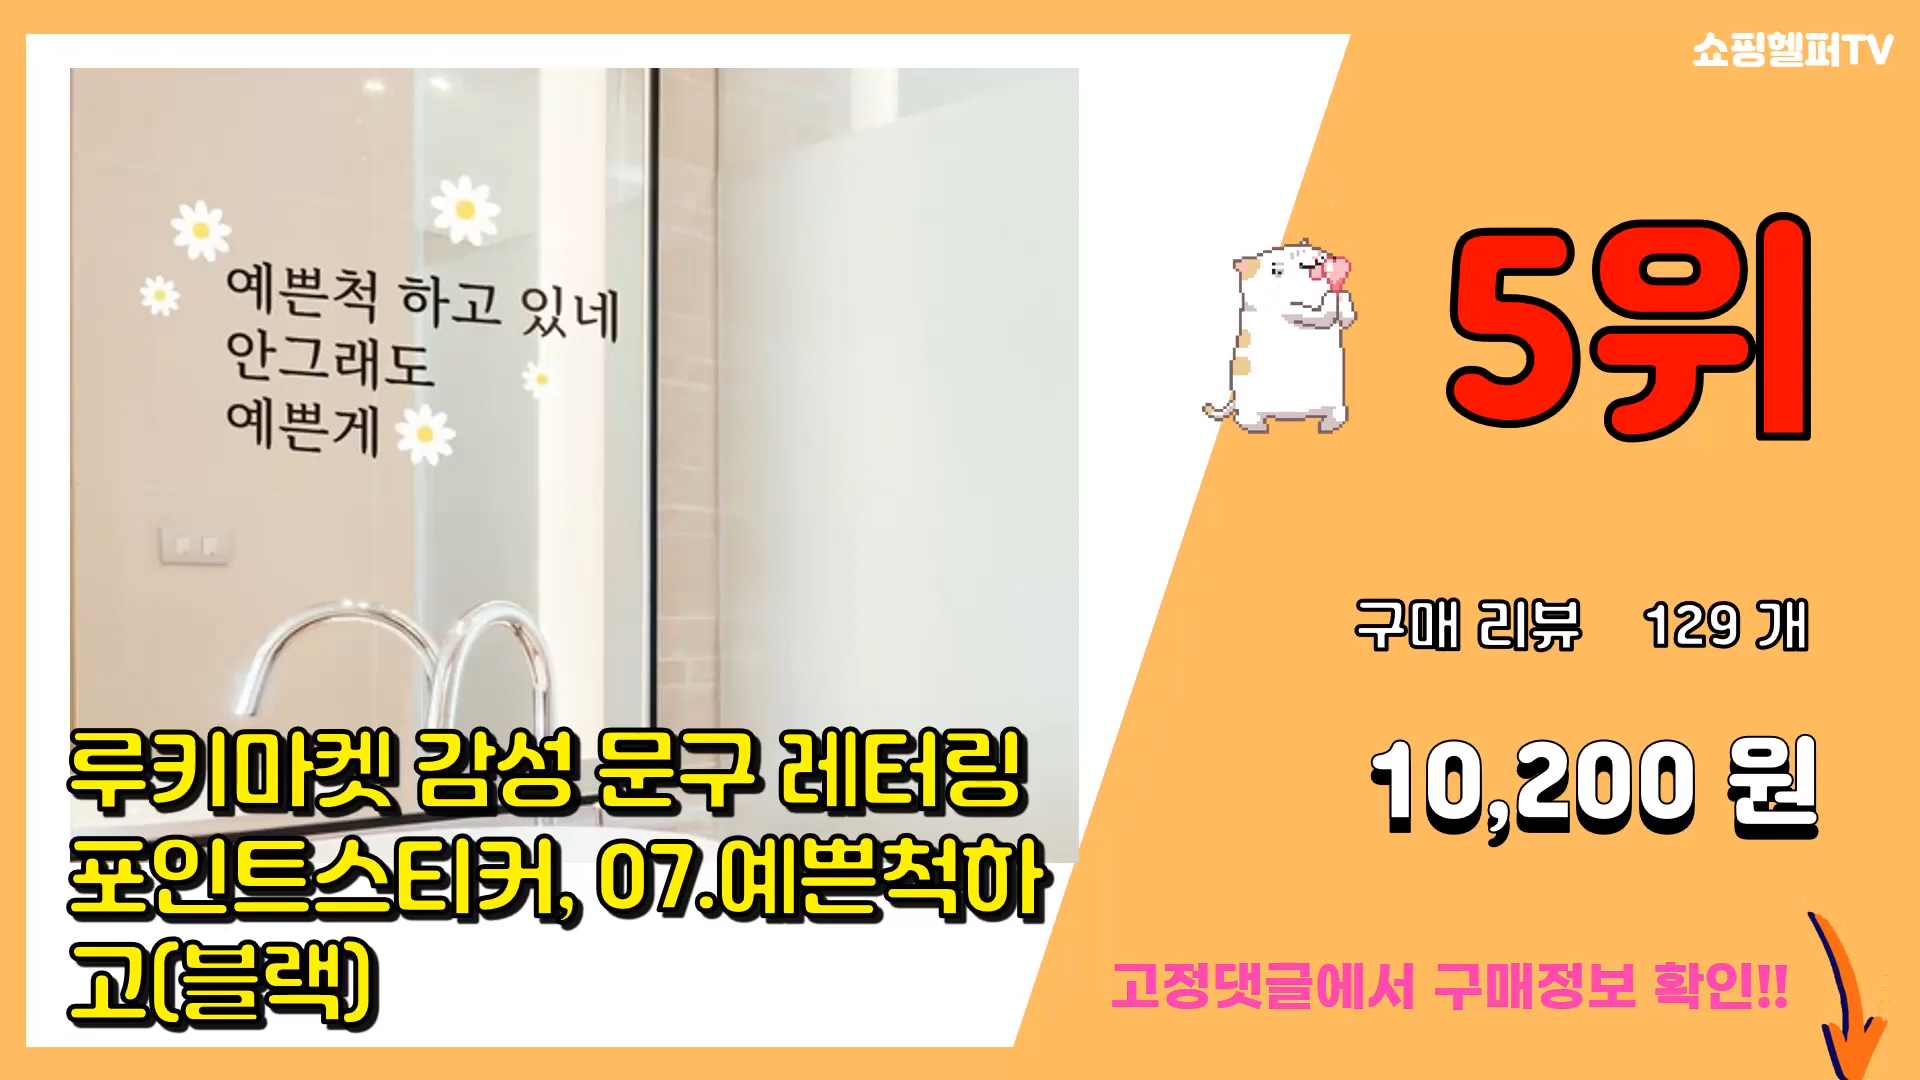 쇼핑헬퍼TV
예쁜척 하고 있네
안그래도
예쁜게
5위
구매 리뷰 129 개
10,200 원
루키마켓 감성 문구 레터링
포인트스티커, 07.예쁜척하
고(블랙)
고정댓글에서 구매정보 확인!!